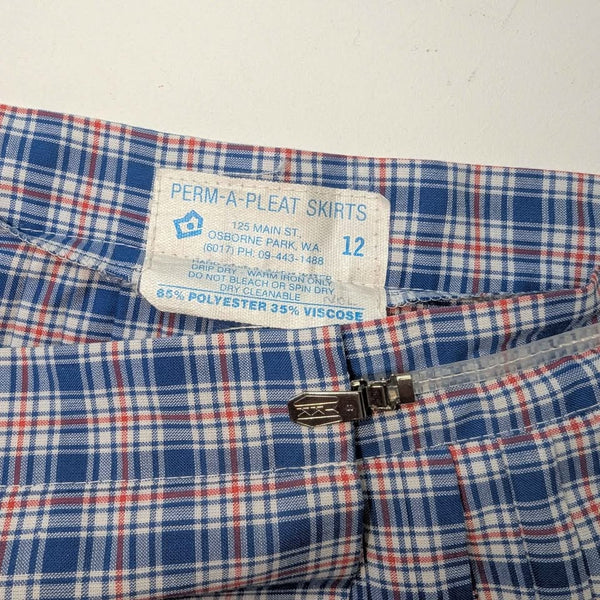 PERM-A-PLEAT SKIRTS
125 MAIN ST.
OSBORNE PARK, W.A.
(6017) PH: 09-443-1488
12
DRIP DRY WARM IRON ONLY
DO NOT BLEACH OR SPIN DRY
DRY CLEANABLE
65% POLYESTER 35% VISCOSE